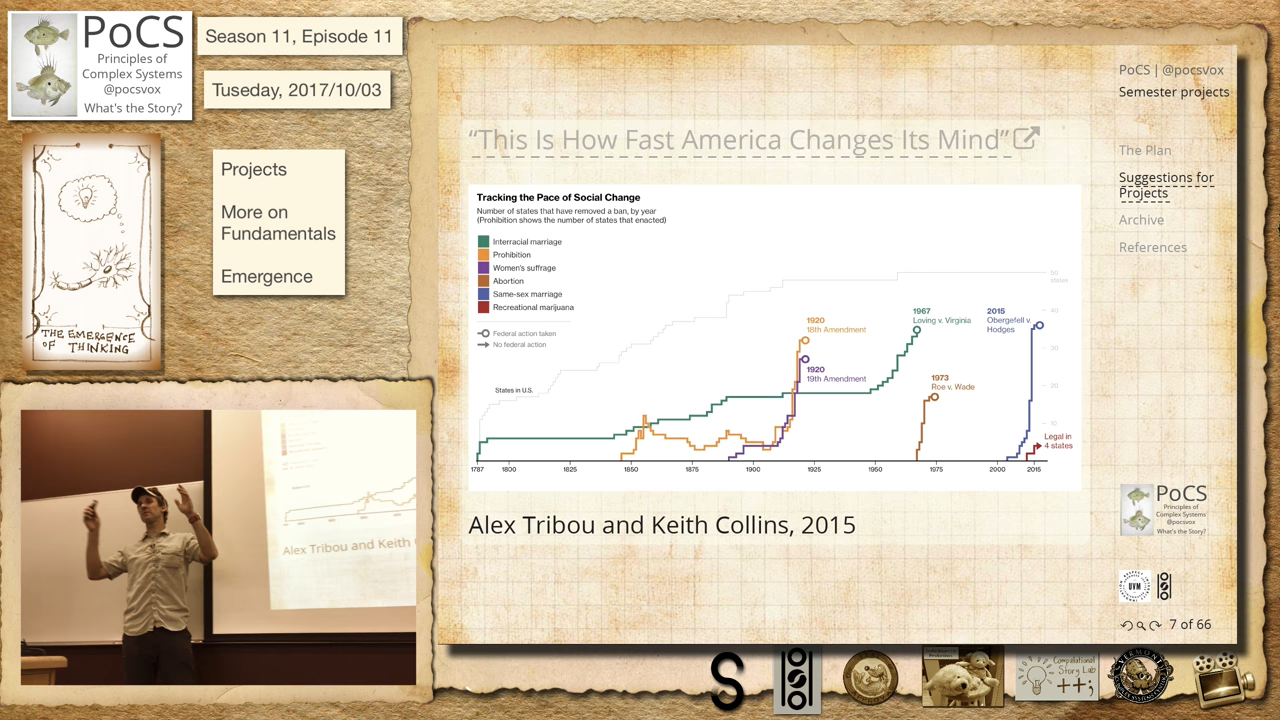 PoCS
Principles of
Complex Systems
@pocsvox
What's the Story?
Season 11, Episode 11
Tuseday, 2017/10/03
Projects
More on
Fundamentals
Emergence
THE EMERGENCE
OF THINKING
PoCS | @pocsvox
Semester projects
The Plan
Suggestions for
Projects
Archive
References
“This Is How Fast America Changes Its Mind”
Tracking the Pace of Social Change
Number of states that have removed a ban, by year
(Prohibition shows the number of states that enacted)
Interracial marriage
Prohibition
Women's suffrage
Abortion
Same-sex marriage
Recreational marijuana
Federal action taken
No federal action
States in U.S.
50
states
40
30
20
10
1920
18th Amendment
1920
19th Amendment
1967
Loving v. Virginia
1973
Roe v. Wade
2015
Obergefell v.
Hodges
Legal in
4 states
1787
1800
1825
1850
1875
1900
1925
1950
1975
2000
2015
Alex Tribou and Keith Collins, 2015
Alex Tribou and Keith
PoCS
Principles of
Complex Systems
@pocsvox
What's the Story?
UVM
7 of 66
Computational
Story Lab
++;
VERMONT